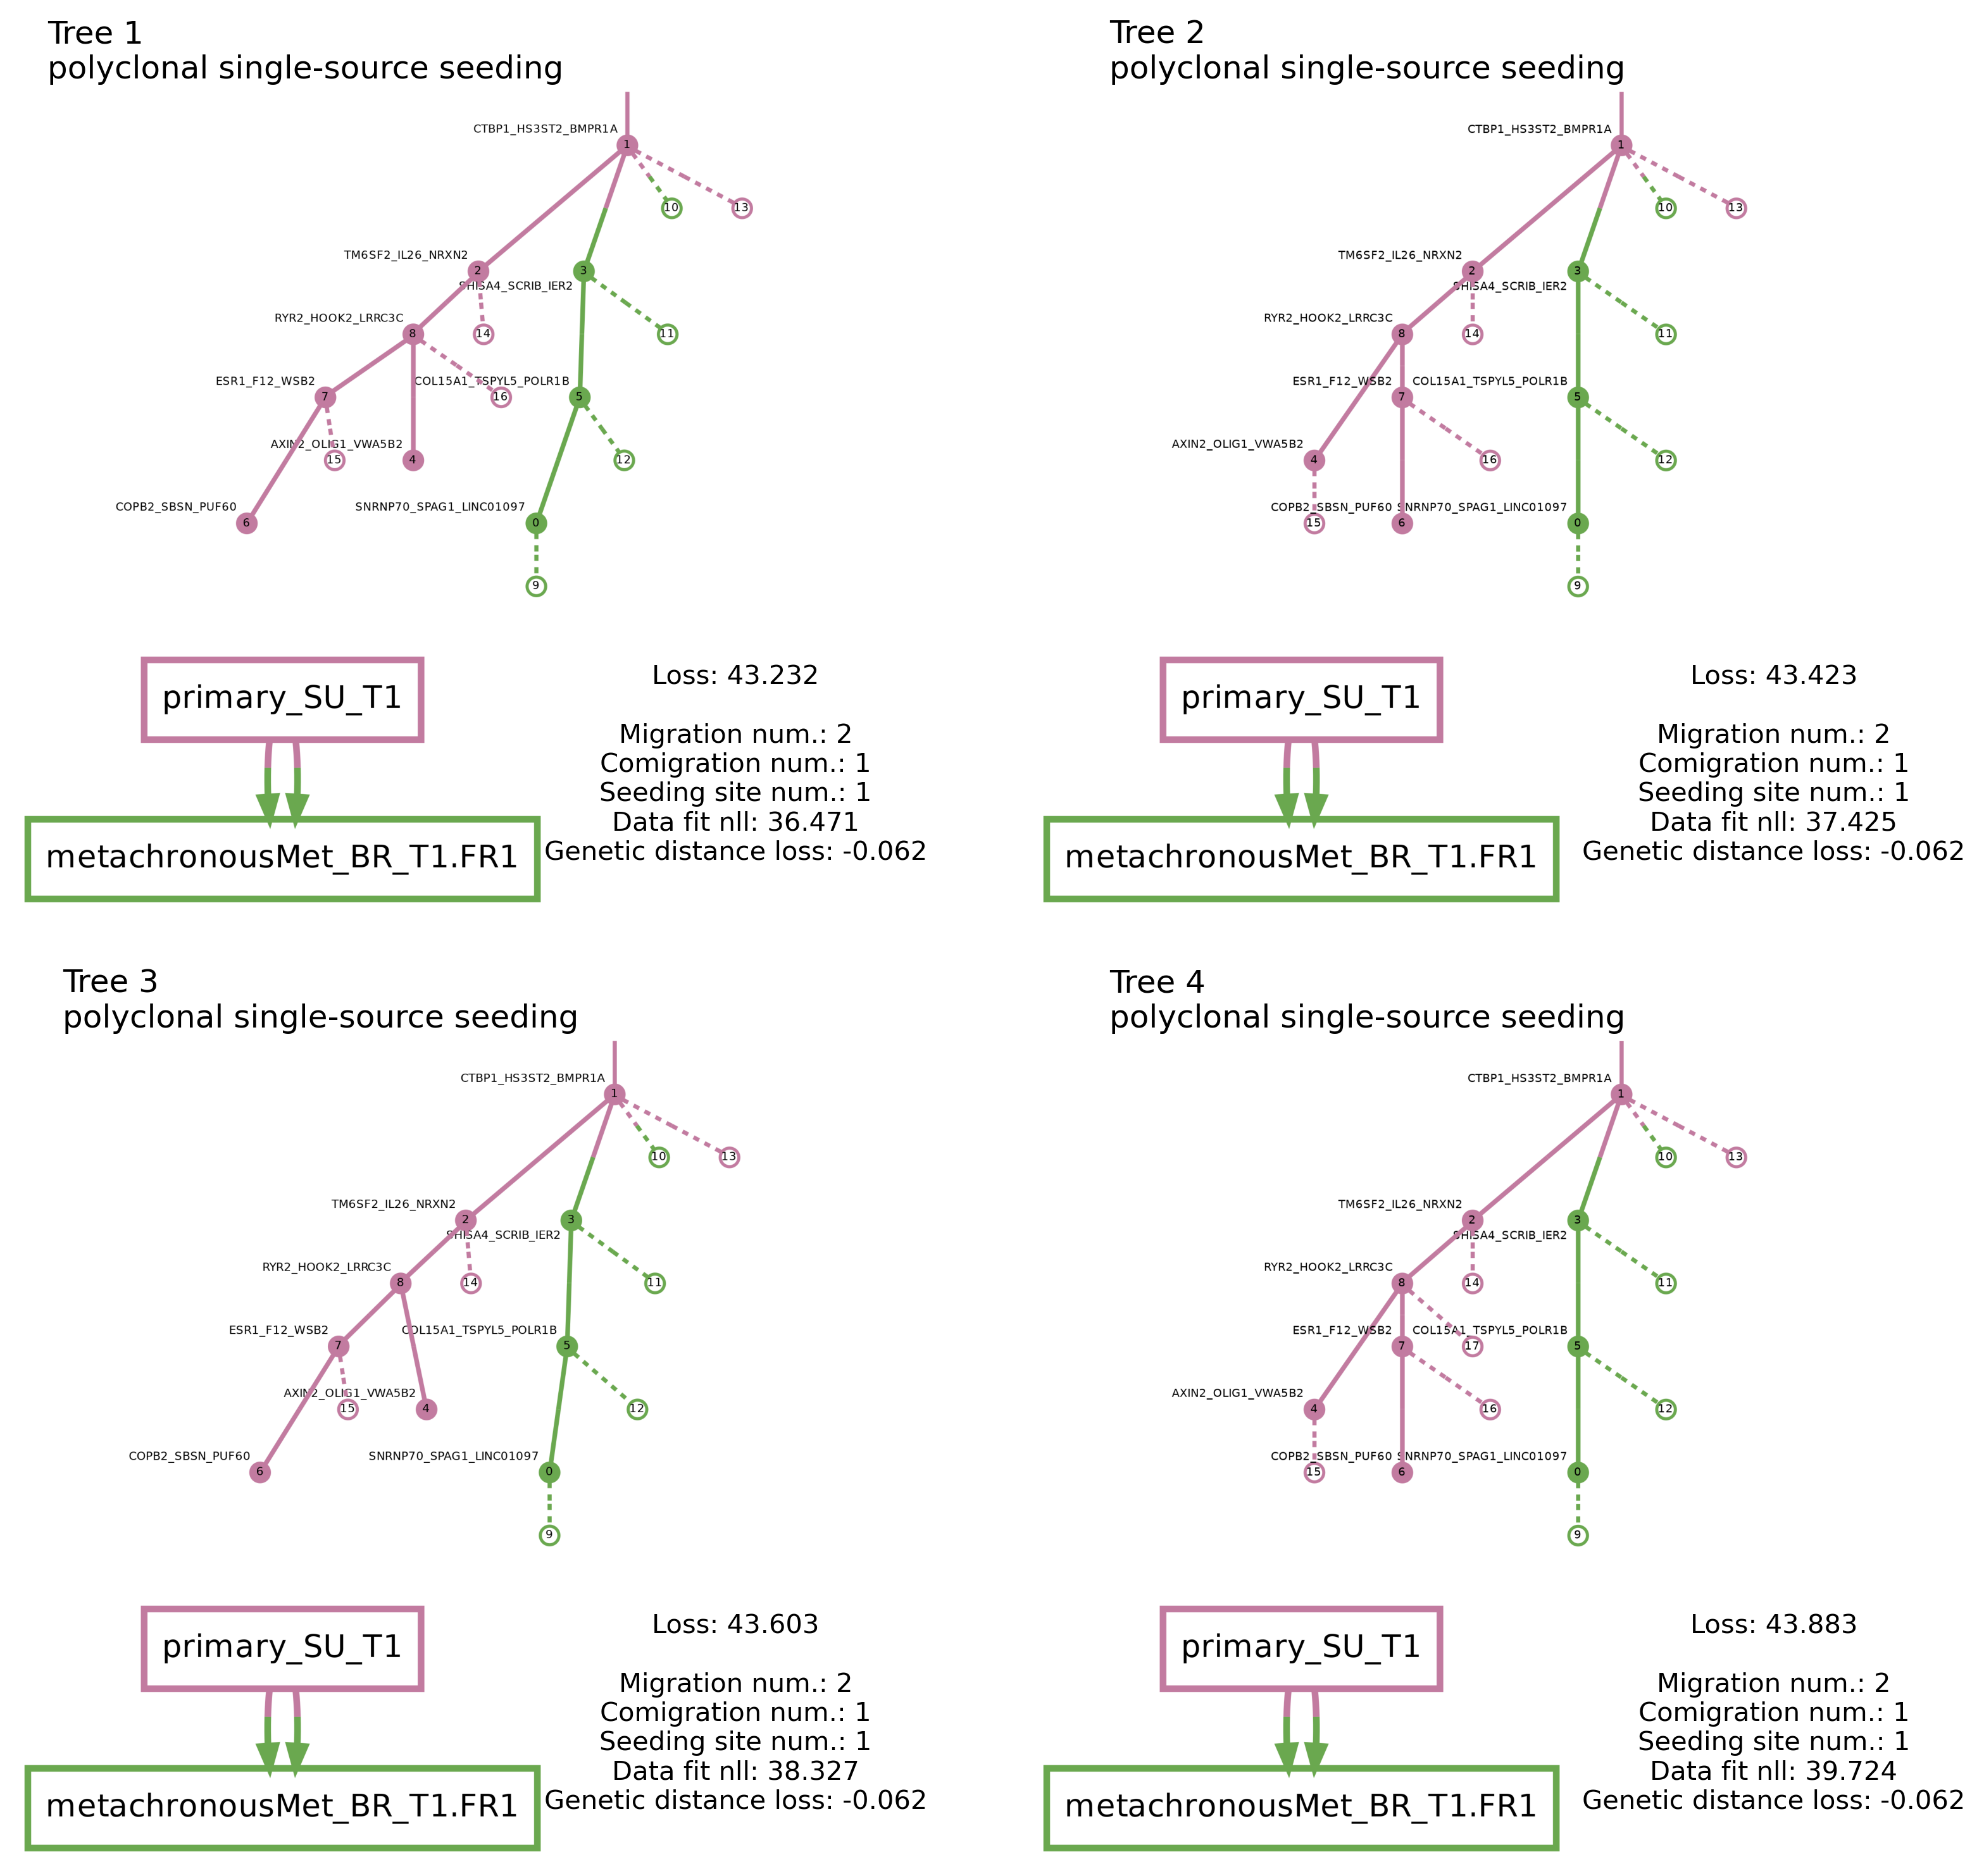 Tree 1
polyclonal single-source seeding
CTBP1_HS3ST2_BMPR1A
1
10
13
TM6SF2_IL26_NRXN2
2
3
SHISA4_SCRIB_IER2
RYR2_HOOK2_LRRC3C
8
14
11
ESR1_F12_WSB2
7
COL15A1_TSPYL5_POLR1B
16
5
AXIN2_OLIG1_VWA5B2
15
4
12
COPB2_SBSN_PUF60
6
SNRNP70_SPAG1_LINC01097
0
9
primary_SU_T1
metachronousMet_BR_T1.FR1
Loss: 43.232
Migration num.: 2
Comigration num.: 1
Seeding site num.: 1
Data fit nll: 36.471
Genetic distance loss: -0.062
Tree 2
polyclonal single-source seeding
CTBP1_HS3ST2_BMPR1A
1
10
13
TM6SF2_IL26_NRXN2
2
3
SHISA4_SCRIB_IER2
RYR2_HOOK2_LRRC3C
8
14
11
ESR1_F12_WSB2
7
COL15A1_TSPYL5_POLR1B
5
AXIN2_OLIG1_VWA5B2
4
16
12
COPB2_SBSN_PUF60
15
6
SNRNP70_SPAG1_LINC01097
0
9
primary_SU_T1
metachronousMet_BR_T1.FR1
Loss: 43.423
Migration num.: 2
Comigration num.: 1
Seeding site num.: 1
Data fit nll: 37.425
Genetic distance loss: -0.062
Tree 3
polyclonal single-source seeding
CTBP1_HS3ST2_BMPR1A
1
10
13
TM6SF2_IL26_NRXN2
2
3
SHISA4_SCRIB_IER2
RYR2_HOOK2_LRRC3C
8
14
11
ESR1_F12_WSB2
7
COL15A1_TSPYL5_POLR1B
5
AXIN2_OLIG1_VWA5B2
15
4
12
COPB2_SBSN_PUF60
6
SNRNP70_SPAG1_LINC01097
0
9
primary_SU_T1
metachronousMet_BR_T1.FR1
Loss: 43.603
Migration num.: 2
Comigration num.: 1
Seeding site num.: 1
Data fit nll: 38.327
Genetic distance loss: -0.062
Tree 4
polyclonal single-source seeding
CTBP1_HS3ST2_BMPR1A
1
10
13
TM6SF2_IL26_NRXN2
2
3
SHISA4_SCRIB_IER2
RYR2_HOOK2_LRRC3C
8
14
11
ESR1_F12_WSB2
7
COL15A1_TSPYL5_POLR1B
17
5
AXIN2_OLIG1_VWA5B2
4
16
12
COPB2_SBSN_PUF60
15
6
SNRNP70_SPAG1_LINC01097
0
9
primary_SU_T1
metachronousMet_BR_T1.FR1
Loss: 43.883
Migration num.: 2
Comigration num.: 1
Seeding site num.: 1
Data fit nll: 39.724
Genetic distance loss: -0.062